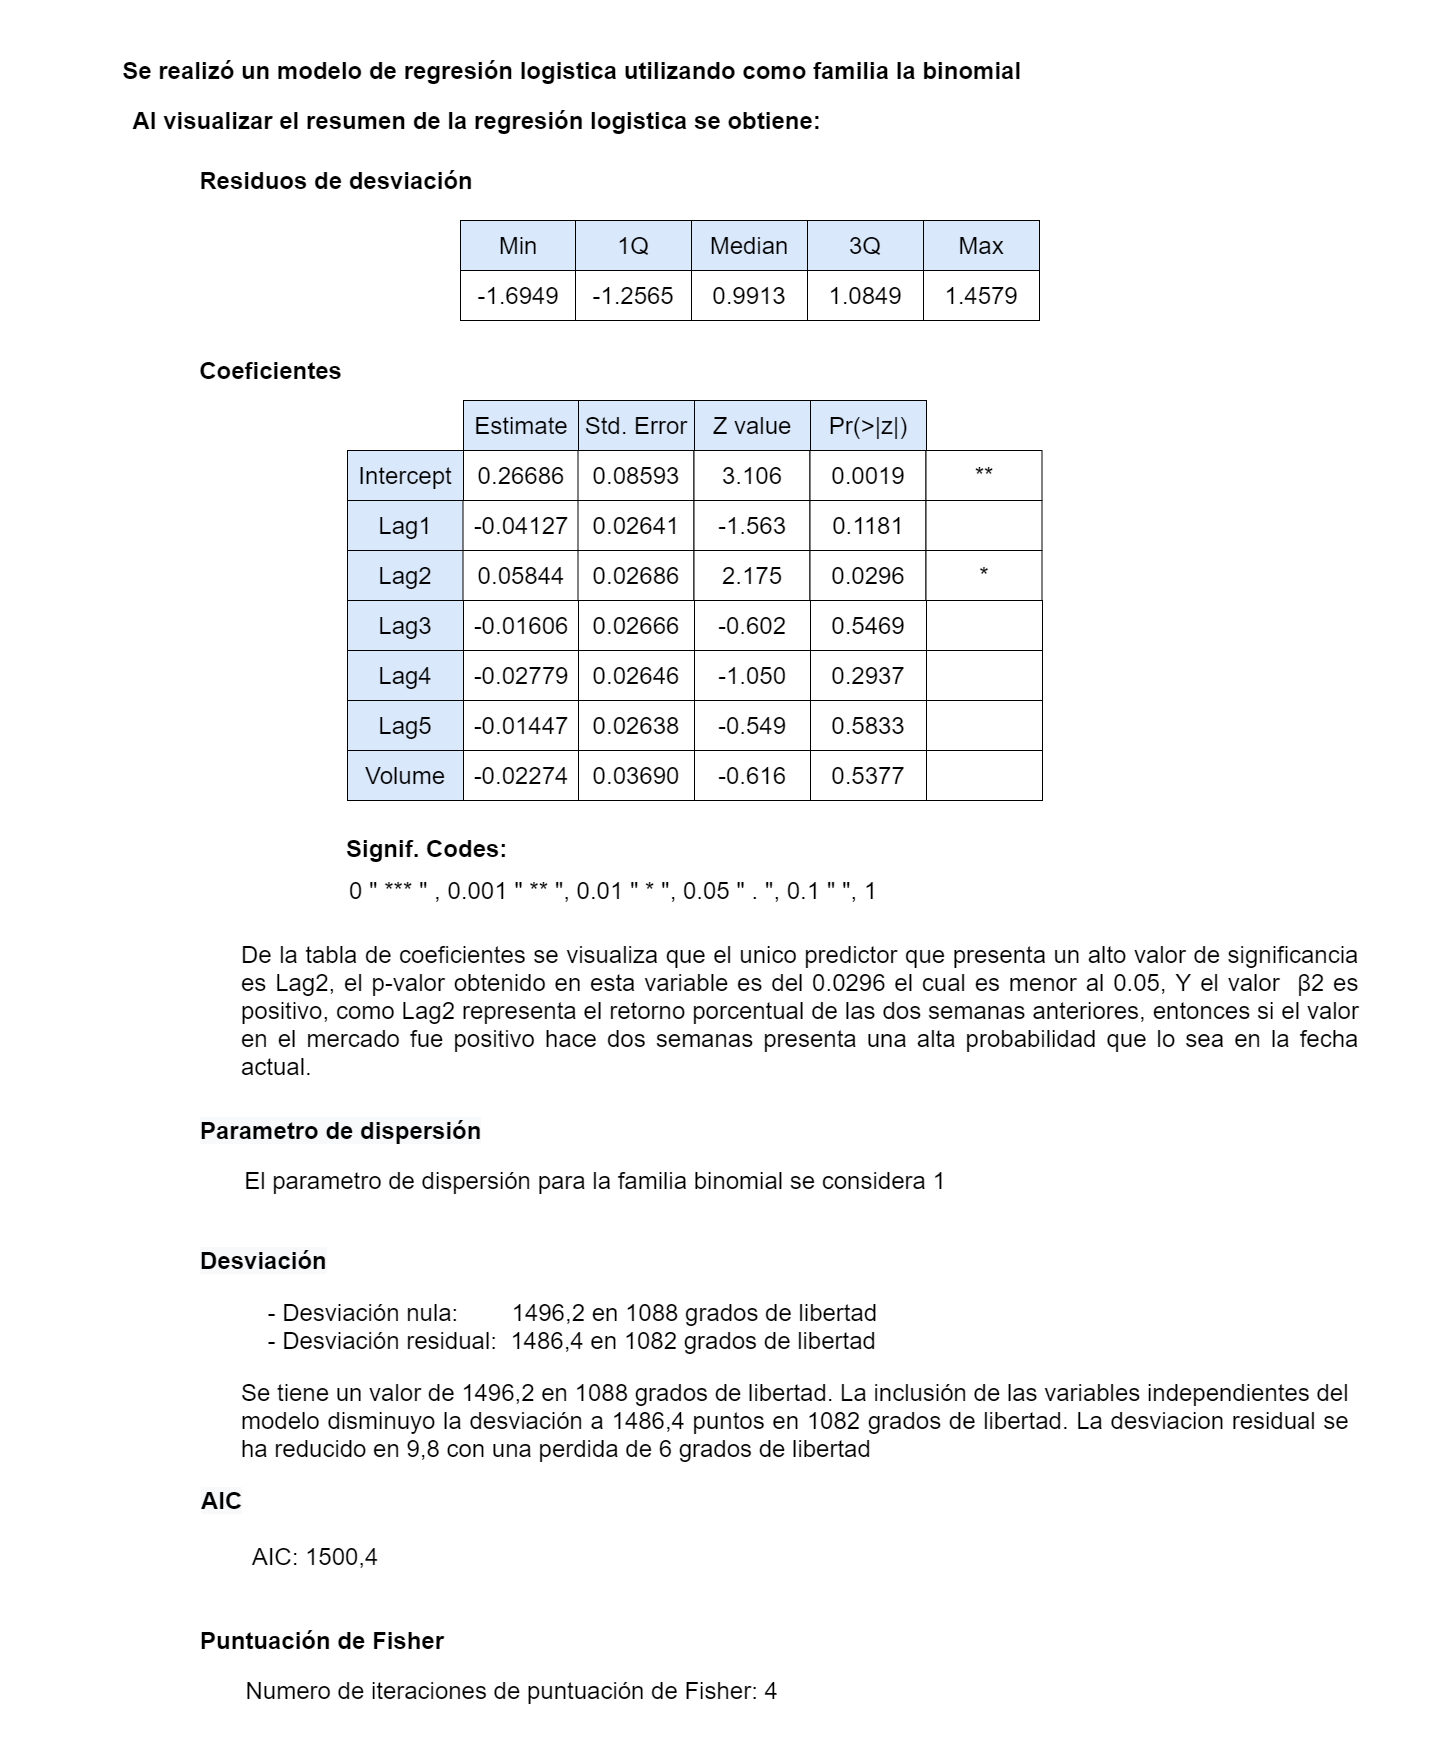 Se realizó un modelo de regresión logistica utilizando como familia la binomial
Al visualizar el resumen de la regresión logistica se obtiene:
Residuos de desviación
Min 1Q Median 3Q Max
-1.6949 -1.2565 0.9913 1.0849 1.4579
Coeficientes
Estimate Std. Error Z value Pr(>|z|)
Intercept 0.26686 0.08593 3.106 0.0019 **
Lag1 -0.04127 0.02641 -1.563 0.1181
Lag2 0.05844 0.02686 2.175 0.0296 *
Lag3 -0.01606 0.02666 -0.602 0.5469
Lag4 -0.02779 0.02646 -1.050 0.2937
Lag5 -0.01447 0.02638 -0.549 0.5833
Volume -0.02274 0.03690 -0.616 0.5377
Signif. Codes:
0 " *** " , 0.001 " ** ", 0.01 " * ", 0.05 " . ", 0.1 " ", 1
De la tabla de coeficientes se visualiza que el unico predictor que presenta un alto valor de significancia
es Lag2, el p-valor obtenido en esta variable es del 0.0296 el cual es menor al 0.05, Y el valor β2 es
positivo, como Lag2 representa el retorno porcentual de las dos semanas anteriores, entonces si el valor
en el mercado fue positivo hace dos semanas presenta una alta probabilidad que lo sea en la fecha
actual.
Parametro de dispersión
El parametro de dispersión para la familia binomial se considera 1
Desviación
- Desviación nula: 1496,2 en 1088 grados de libertad
- Desviación residual: 1486,4 en 1082 grados de libertad
Se tiene un valor de 1496,2 en 1088 grados de libertad. La inclusión de las variables independientes del
modelo disminuyo la desviación a 1486,4 puntos en 1082 grados de libertad. La desviacion residual se
ha reducido en 9,8 con una perdida de 6 grados de libertad
AIC
AIC: 1500,4
Puntuación de Fisher
Numero de iteraciones de puntuación de Fisher: 4